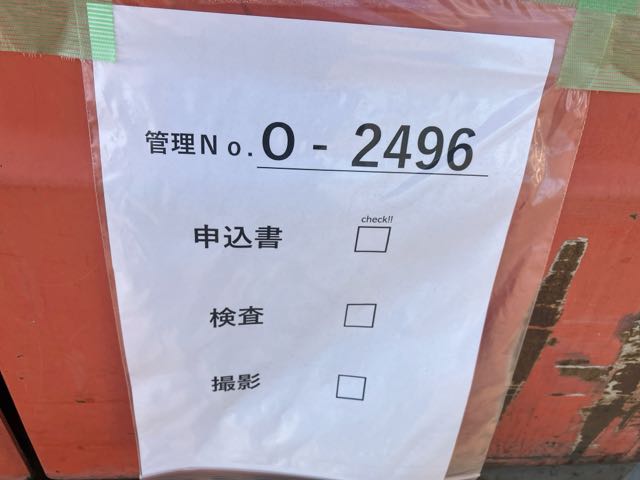 管理No. O - 2496
check!!
申込書 □
検査 □
撮影 □